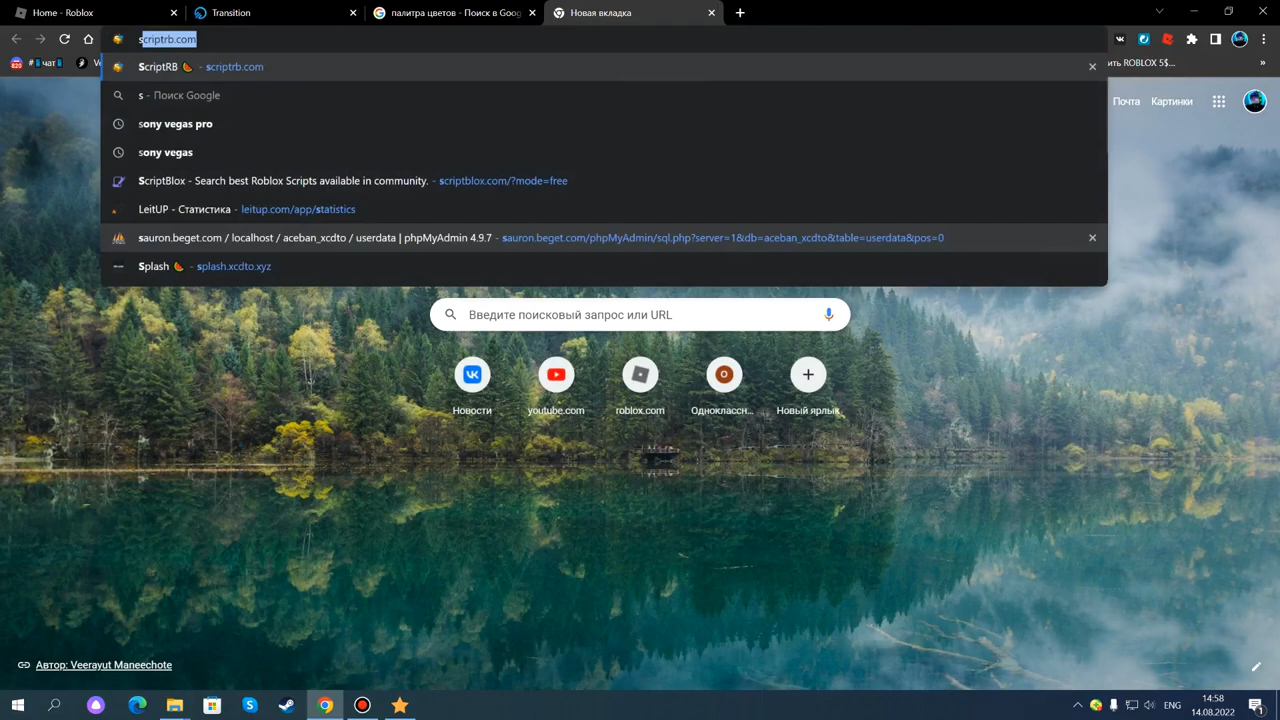 Home - Roblox
Transition
палитра цветов - Поиск в Goog
Новая вкладка
scriptrb.com
# чат
Ve
ить ROBLOX 5$...
»
ScriptRB 🍉 - scriptrb.com
s - Поиск Google
sony vegas pro
sony vegas
ScriptBlox - Search best Roblox Scripts available in community. - scriptblox.com/?mode=free
LeitUP - Статистика - leitup.com/app/statistics
sauron.beget.com / localhost / aceban_xcdto / userdata | phpMyAdmin 4.9.7 - sauron.beget.com/phpMyAdmin/sql.php?server=1&db=aceban_xcdto&table=userdata&pos=0
Splash 🍉 - splash.xcdto.xyz
Почта
Картинки
Введите поисковый запрос или URL
Новости
youtube.com
roblox.com
Одноклассн...
Новый ярлык
Автор: Veerayut Maneechote
ENG
14:58
14.08.2022